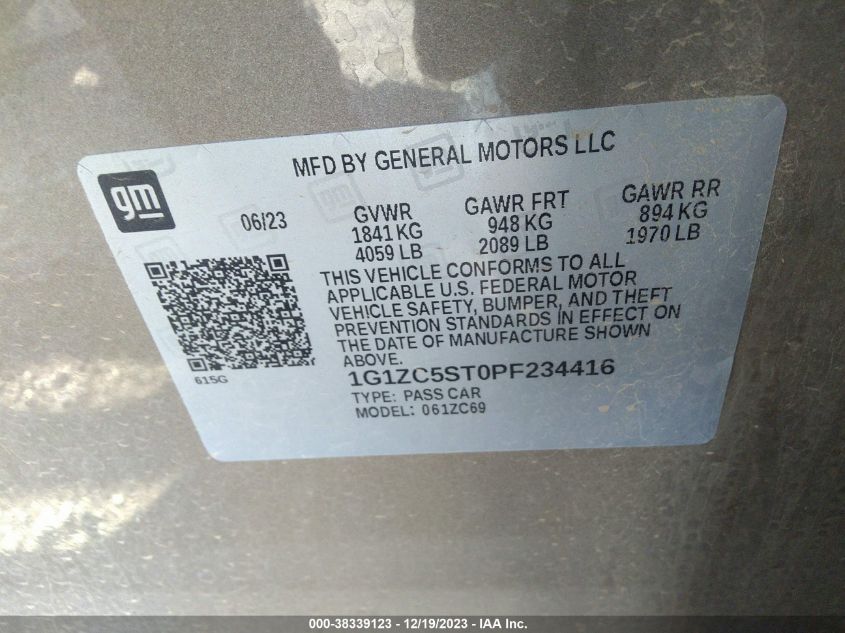 MFD BY GENERAL MOTORS LLC
gm
06/23
GVWR GAWR FRT GAWR RR
1841 KG 948 KG 894 KG
4059 LB 2089 LB 1970 LB
THIS VEHICLE CONFORMS TO ALL
APPLICABLE U.S. FEDERAL MOTOR
VEHICLE SAFETY, BUMPER, AND THEFT
PREVENTION STANDARDS IN EFFECT ON
THE DATE OF MANUFACTURE SHOWN
ABOVE.
615G
1G1ZC5ST0PF234416
TYPE: PASS CAR
MODEL: 061ZC69
000-38339123 - 12/19/2023 - IAA Inc.